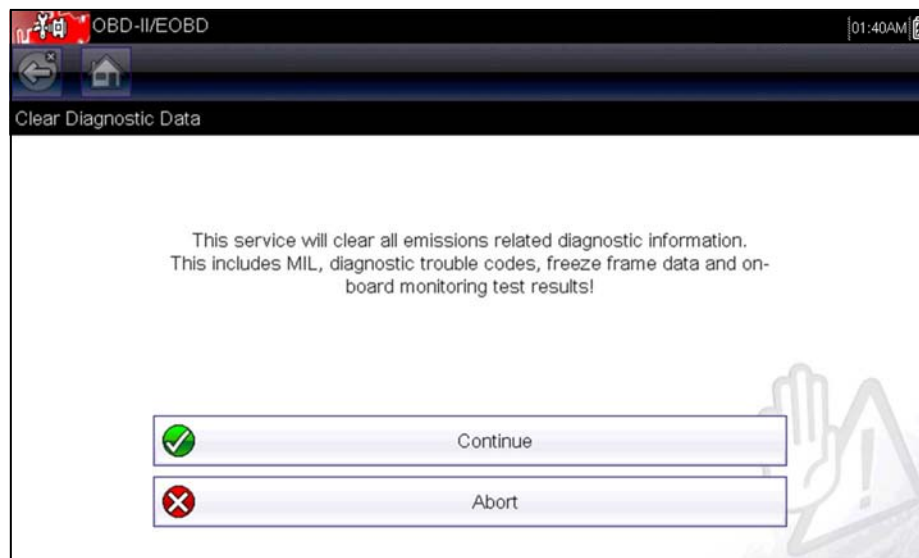 OBD-II/EOBD
01:40AM
Clear Diagnostic Data
This service will clear all emissions related diagnostic information.
This includes MIL, diagnostic trouble codes, freeze frame data and on-
board monitoring test results!
Continue
Abort